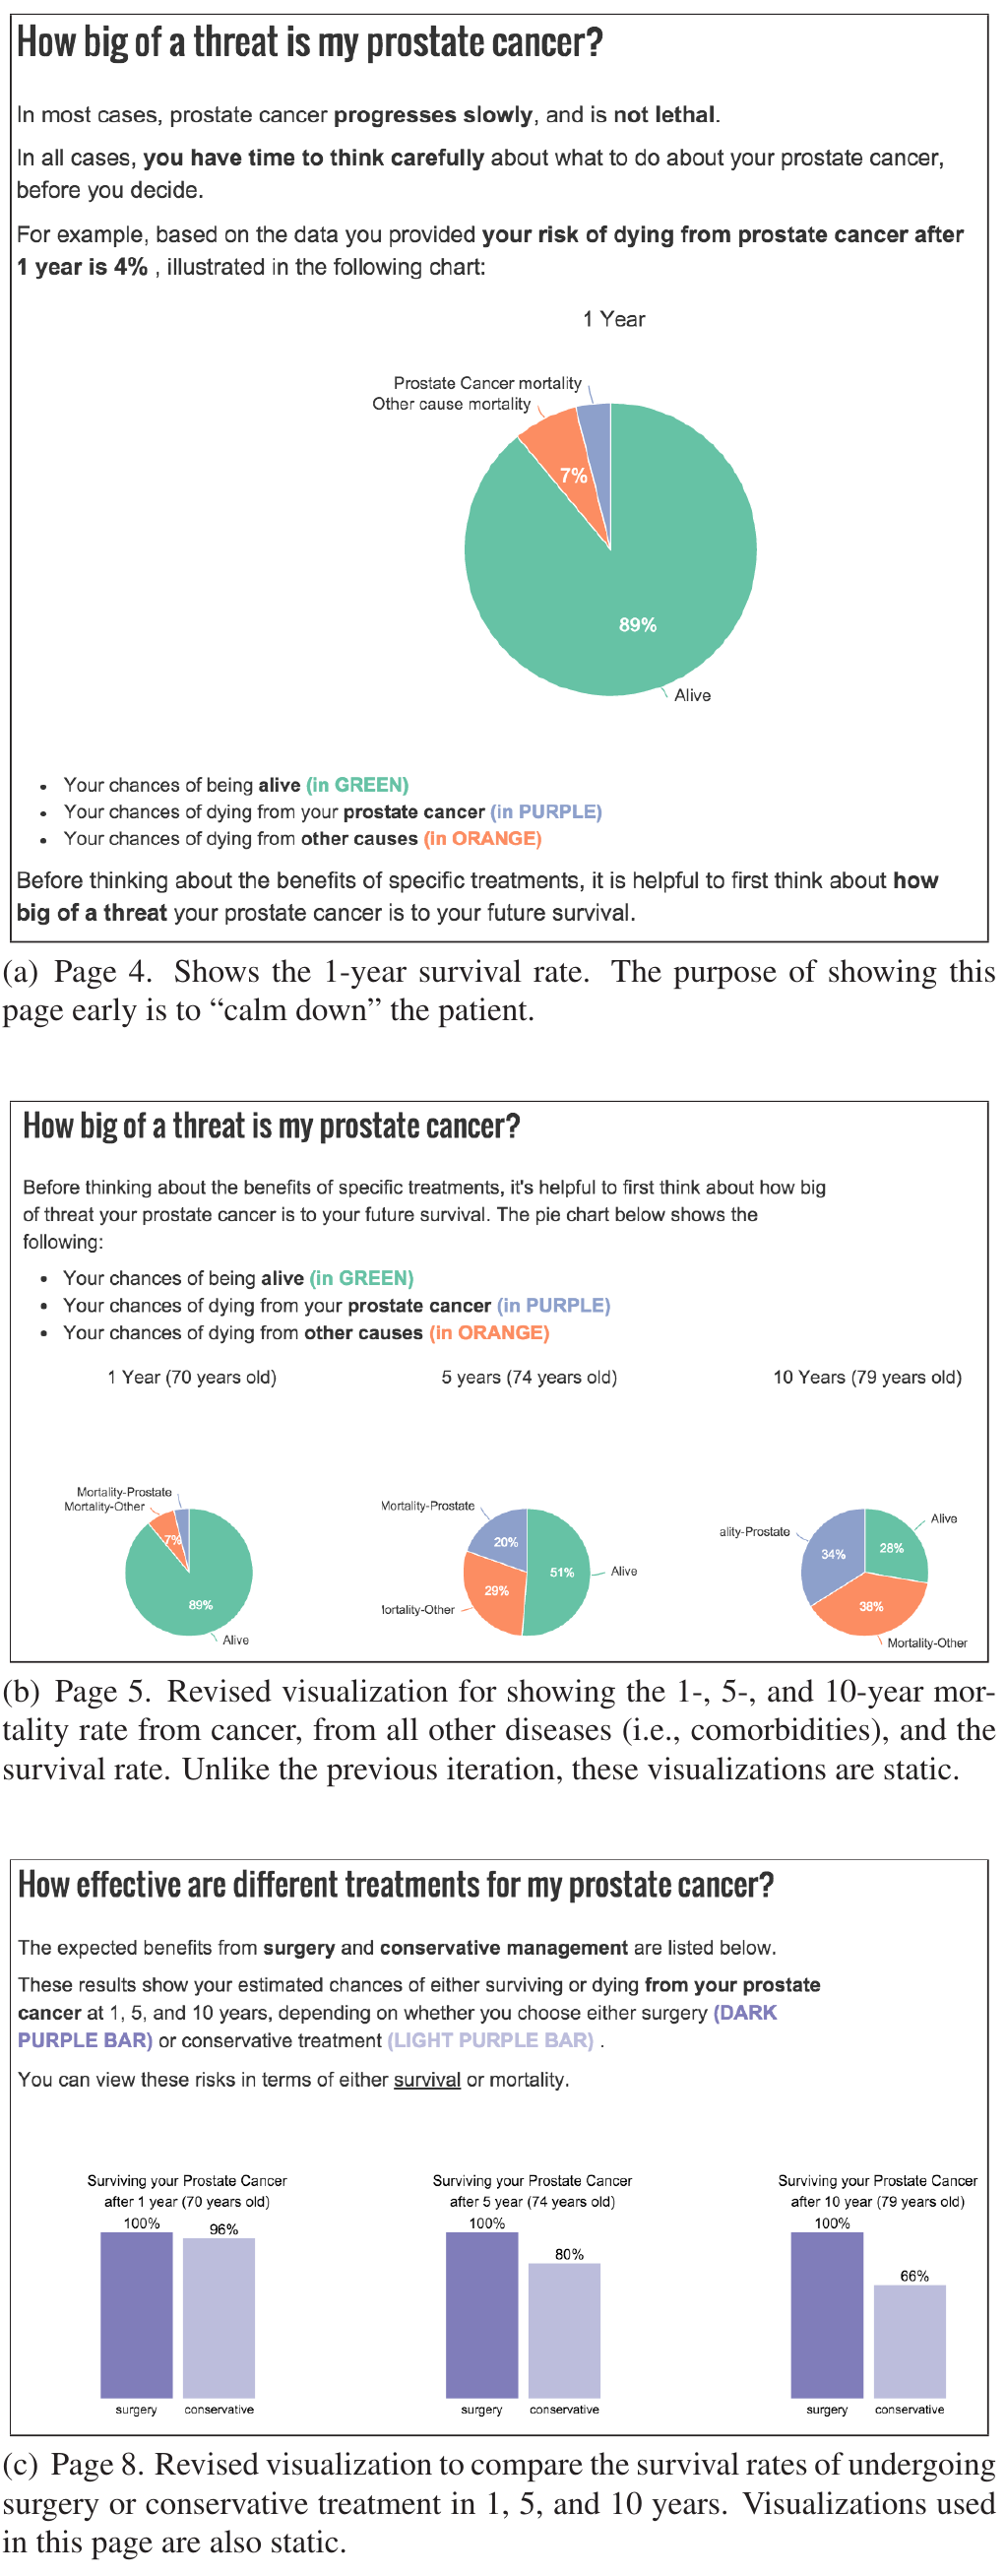 How big of a threat is my prostate cancer?
In most cases, prostate cancer progresses slowly, and is not lethal.
In all cases, you have time to think carefully about what to do about your prostate cancer,
before you decide.
For example, based on the data you provided your risk of dying from prostate cancer after
1 year is 4% , illustrated in the following chart:
1 Year
Prostate Cancer mortality
Other cause mortality
7%
89%
Alive
• Your chances of being alive (in GREEN)
• Your chances of dying from your prostate cancer (in PURPLE)
• Your chances of dying from other causes (in ORANGE)
Before thinking about the benefits of specific treatments, it is helpful to first think about how
big of a threat your prostate cancer is to your future survival.
(a) Page 4. Shows the 1-year survival rate. The purpose of showing this
page early is to “calm down” the patient.
How big of a threat is my prostate cancer?
Before thinking about the benefits of specific treatments, it's helpful to first think about how big
of threat your prostate cancer is to your future survival. The pie chart below shows the
following:
• Your chances of being alive (in GREEN)
• Your chances of dying from your prostate cancer (in PURPLE)
• Your chances of dying from other causes (in ORANGE)
1 Year (70 years old)
Mortality-Prostate
Mortality-Other
7%
89%
Alive
5 years (74 years old)
Mortality-Prostate
20%
51%
Alive
29%
Mortality-Other
10 Years (79 years old)
ality-Prostate
Alive
34%
28%
38%
Mortality-Other
(b) Page 5. Revised visualization for showing the 1-, 5-, and 10-year mor-
tality rate from cancer, from all other diseases (i.e., comorbidities), and the
survival rate. Unlike the previous iteration, these visualizations are static.
How effective are different treatments for my prostate cancer?
The expected benefits from surgery and conservative management are listed below.
These results show your estimated chances of either surviving or dying from your prostate
cancer at 1, 5, and 10 years, depending on whether you choose either surgery (DARK
PURPLE BAR) or conservative treatment (LIGHT PURPLE BAR) .
You can view these risks in terms of either survival or mortality.
Surviving your Prostate Cancer
after 1 year (70 years old)
100%
96%
surgery
conservative
Surviving your Prostate Cancer
after 5 year (74 years old)
100%
80%
surgery
conservative
Surviving your Prostate Cancer
after 10 year (79 years old)
100%
66%
surgery
conservative
(c) Page 8. Revised visualization to compare the survival rates of undergoing
surgery or conservative treatment in 1, 5, and 10 years. Visualizations used
in this page are also static.